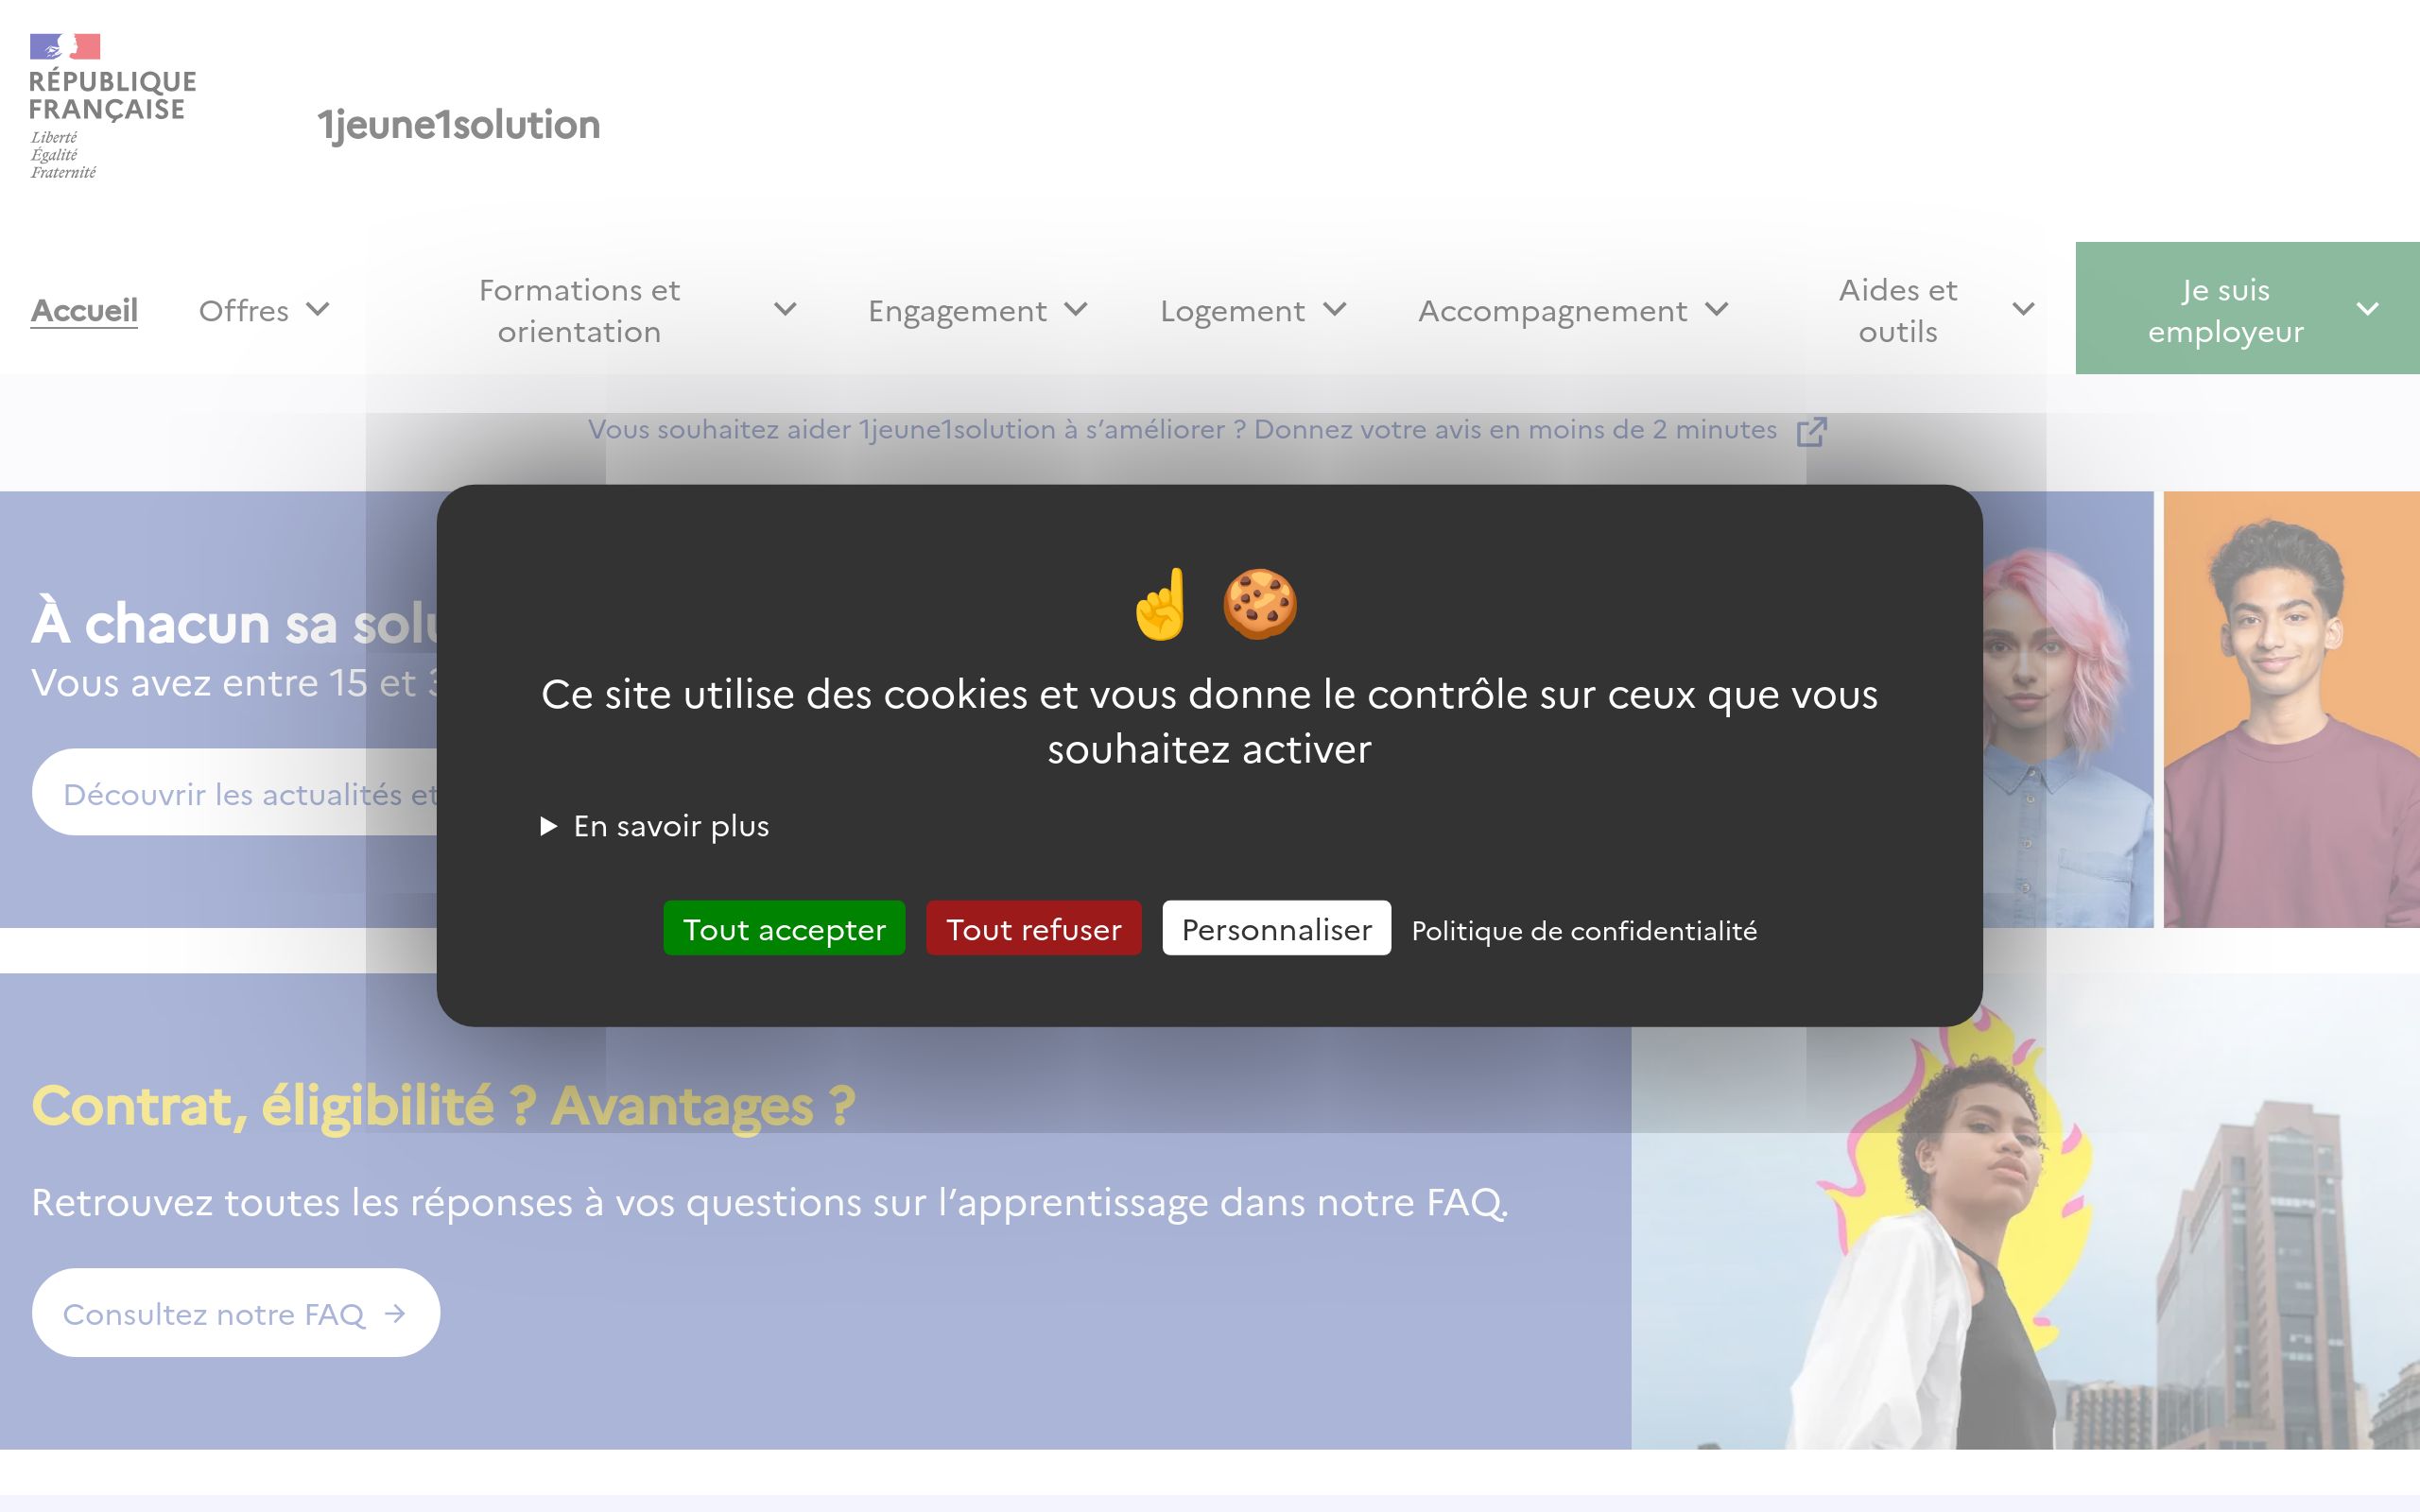 RÉPUBLIQUE
FRANÇAISE
Liberté
Égalité
Fraternité
1jeune1solution
Accueil
Offres
Formations et
orientation
Engagement
Logement
Accompagnement
Aides et
outils
Je suis
employeur
Vous souhaitez aider 1jeune1solution à s’améliorer ? Donnez votre avis en moins de 2 minutes
À chacun sa
Vous avez entre 15 et
Découvrir les actualités et
☝️ 🍪
Ce site utilise des cookies et vous donne le contrôle sur ceux que vous
souhaitez activer
▶ En savoir plus
Tout accepter
Tout refuser
Personnaliser
Politique de confidentialité
Contrat, éligibilité ? Avantages ?
Retrouvez toutes les réponses à vos questions sur l’apprentissage dans notre FAQ.
Consultez notre FAQ →